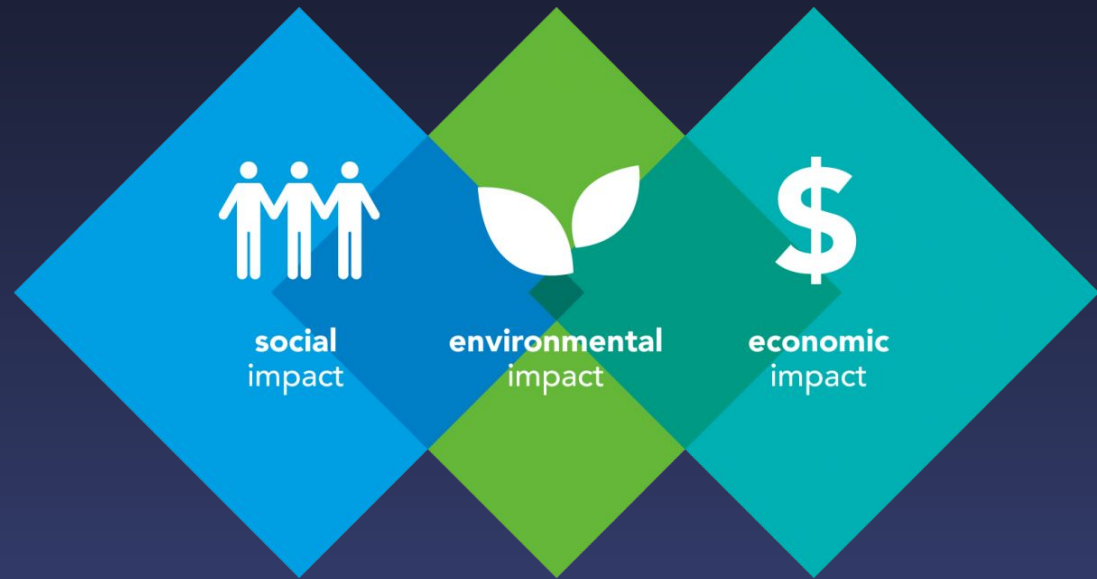 $
social
impact
environmental
impact
economic
impact